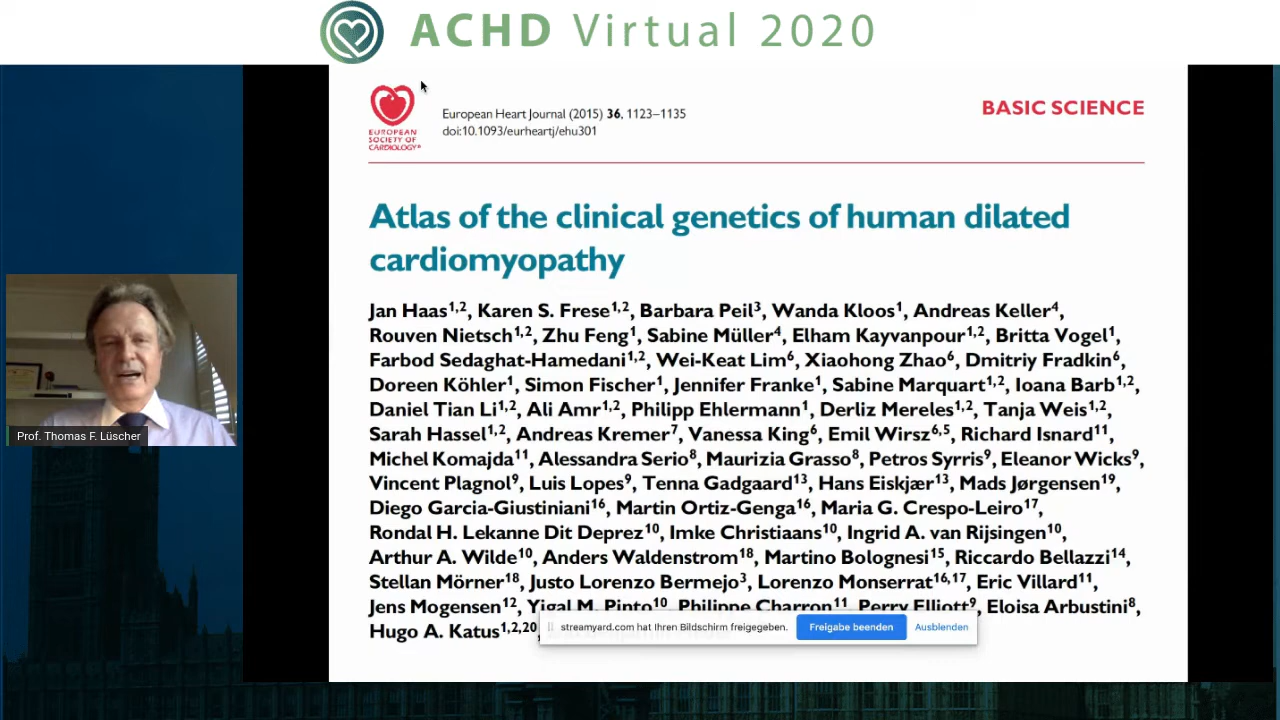 ACHD Virtual 2020
EUROPEAN
SOCIETY OF
CARDIOLOGY®
European Heart Journal (2015) 36, 1123–1135
doi:10.1093/eurheartj/ehu301
BASIC SCIENCE
Atlas of the clinical genetics of human dilated
cardiomyopathy
Jan Haas1,2, Karen S. Frese1,2, Barbara Peil3, Wanda Kloos1, Andreas Keller4,
Rouven Nietsch1,2, Zhu Feng1, Sabine Müller4, Elham Kayvanpour1,2, Britta Vogel1,
Farbod Sedaghat-Hamedani1,2, Wei-Keat Lim6, Xiaohong Zhao6, Dmitriy Fradkin6,
Doreen Köhler1, Simon Fischer1, Jennifer Franke1, Sabine Marquart1,2, Ioana Barb1,2,
Daniel Tian Li1,2, Ali Amr1,2, Philipp Ehlermann1, Derliz Mereles1,2, Tanja Weis1,2,
Sarah Hassel1,2, Andreas Kremer7, Vanessa King6, Emil Wirsz6,5, Richard Isnard11,
Michel Komajda11, Alessandra Serio8, Maurizia Grasso8, Petros Syrris9, Eleanor Wicks9,
Vincent Plagnol9, Luis Lopes9, Tenna Gadgaard13, Hans Eiskjær13, Mads Jørgensen19,
Diego Garcia-Giustiniani16, Martin Ortiz-Genga16, Maria G. Crespo-Leiro17,
Rondal H. Lekanne Dit Deprez10, Imke Christiaans10, Ingrid A. van Rijsingen10,
Arthur A. Wilde10, Anders Waldenstrom18, Martino Bolognesi15, Riccardo Bellazzi14,
Stellan Mörner18, Justo Lorenzo Bermejo3, Lorenzo Monserrat16,17, Eric Villard11,
Jens Mogensen12, Yigal M. Pinto10, Philippe Charron11, Perry Elliott9, Eloisa Arbustini8,
Hugo A. Katus1,2,20,
streamyard.com hat Ihren Bildschirm freigegeben. Freigabe beenden Ausblenden
Prof. Thomas F. Lüscher